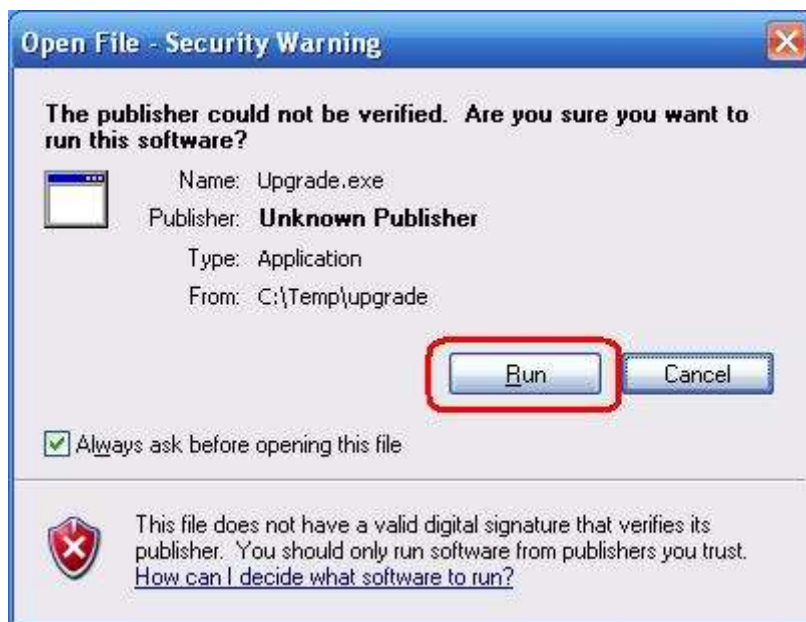 Open File - Security Warning
The publisher could not be verified.  Are you sure you want to
run this software?
Name: Upgrade.exe
Publisher: Unknown Publisher
Type: Application
From: C:\Temp\upgrade
Run Cancel
Always ask before opening this file
This file does not have a valid digital signature that verifies its
publisher.  You should only run software from publishers you trust.
How can I decide what software to run?